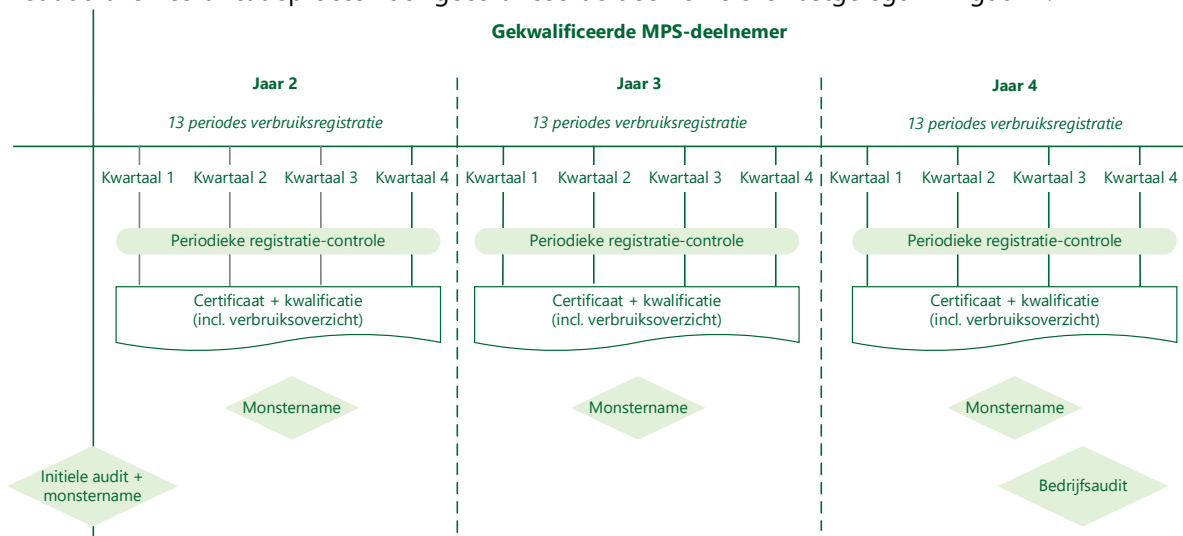 Gekwalificeerde MPS-deelnemer
Jaar 2
Jaar 3
Jaar 4
13 periodes verbruiksregistratie
13 periodes verbruiksregistratie
13 periodes verbruiksregistratie
Kwartaal 1 Kwartaal 2 Kwartaal 3 Kwartaal 4
Kwartaal 1 Kwartaal 2 Kwartaal 3 Kwartaal 4
Kwartaal 1 Kwartaal 2 Kwartaal 3 Kwartaal 4
Periodieke registratie-controle
Periodieke registratie-controle
Periodieke registratie-controle
Certificaat + kwalificatie
(incl. verbruiksoverzicht)
Certificaat + kwalificatie
(incl. verbruiksoverzicht)
Certificaat + kwalificatie
(incl. verbruiksoverzicht)
Monstername
Monstername
Monstername
Initiele audit +
monstername
Bedrijfsaudit